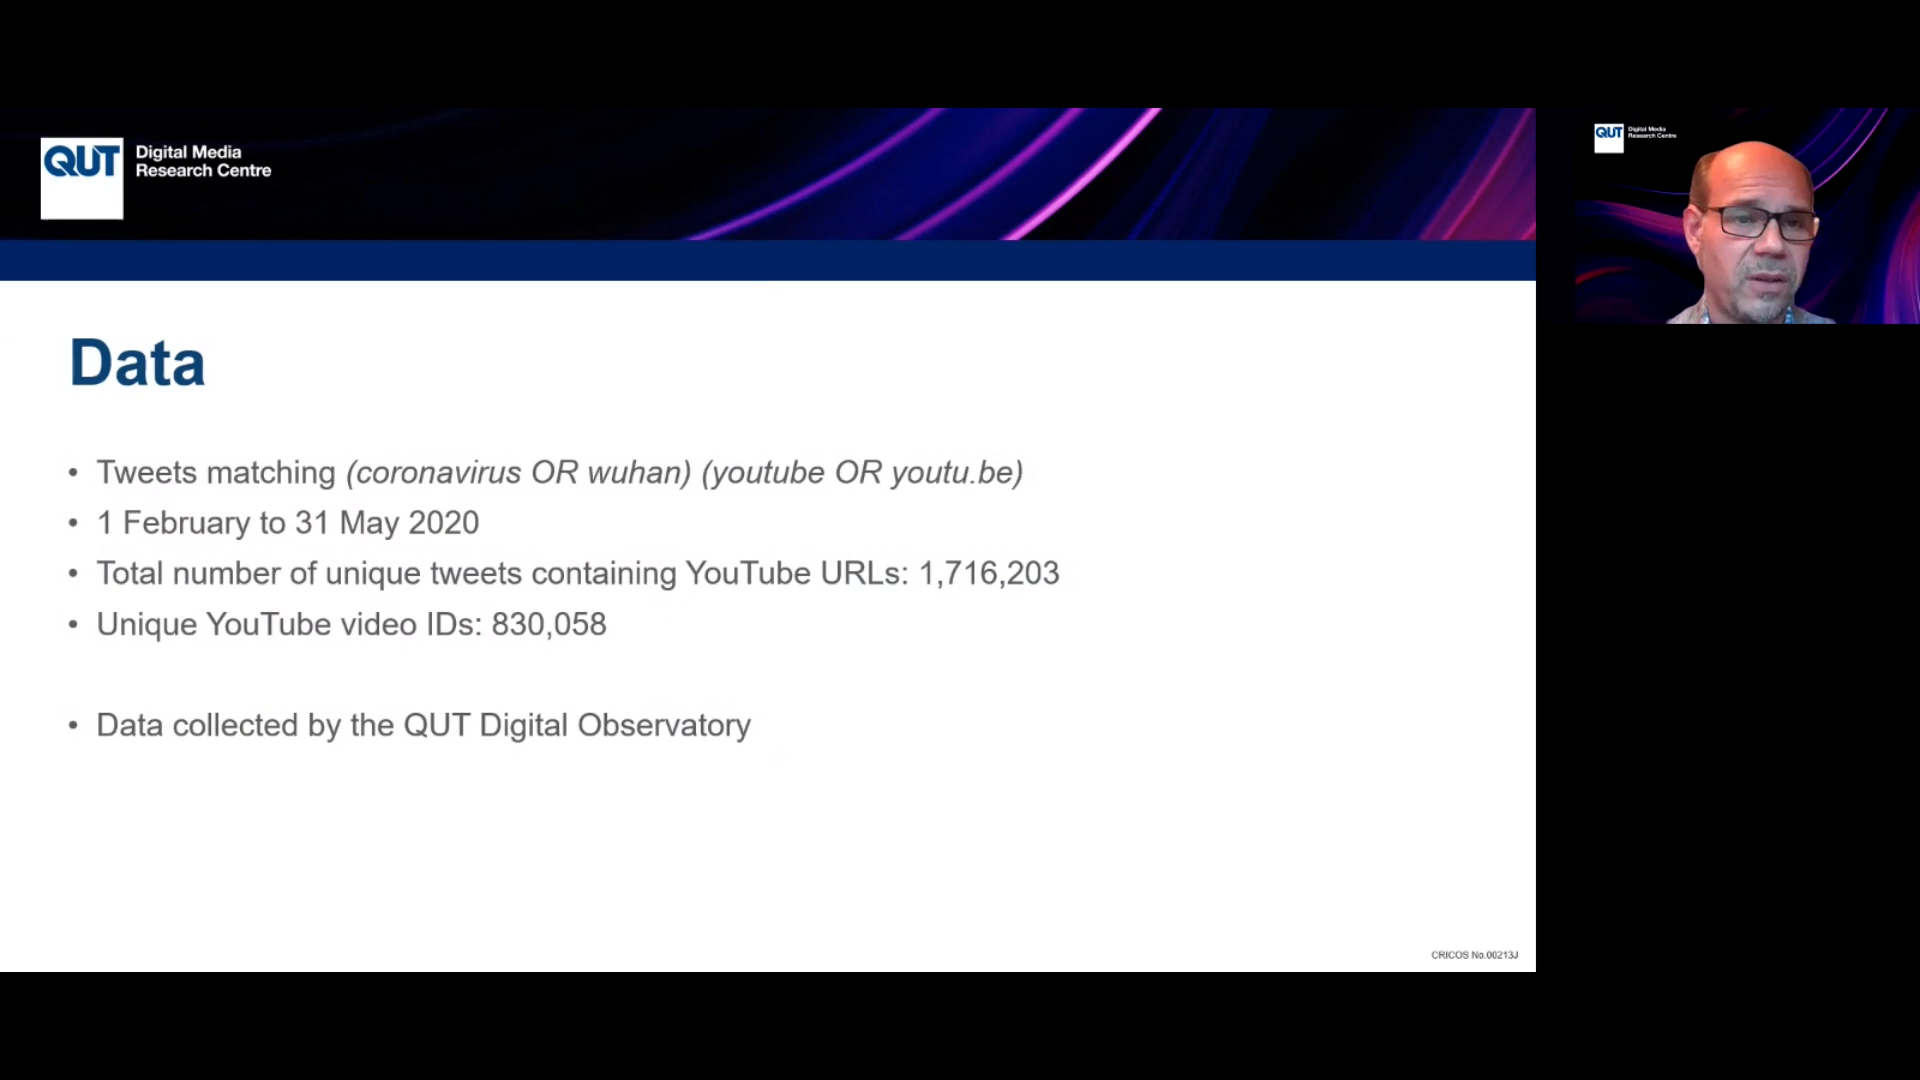 QUT
Digital Media
Research Centre
QUT
Digital Media
Research Centre
Data
• Tweets matching (coronavirus OR wuhan) (youtube OR youtu.be)
• 1 February to 31 May 2020
• Total number of unique tweets containing YouTube URLs: 1,716,203
• Unique YouTube video IDs: 830,058
• Data collected by the QUT Digital Observatory
CRICOS No.00213J